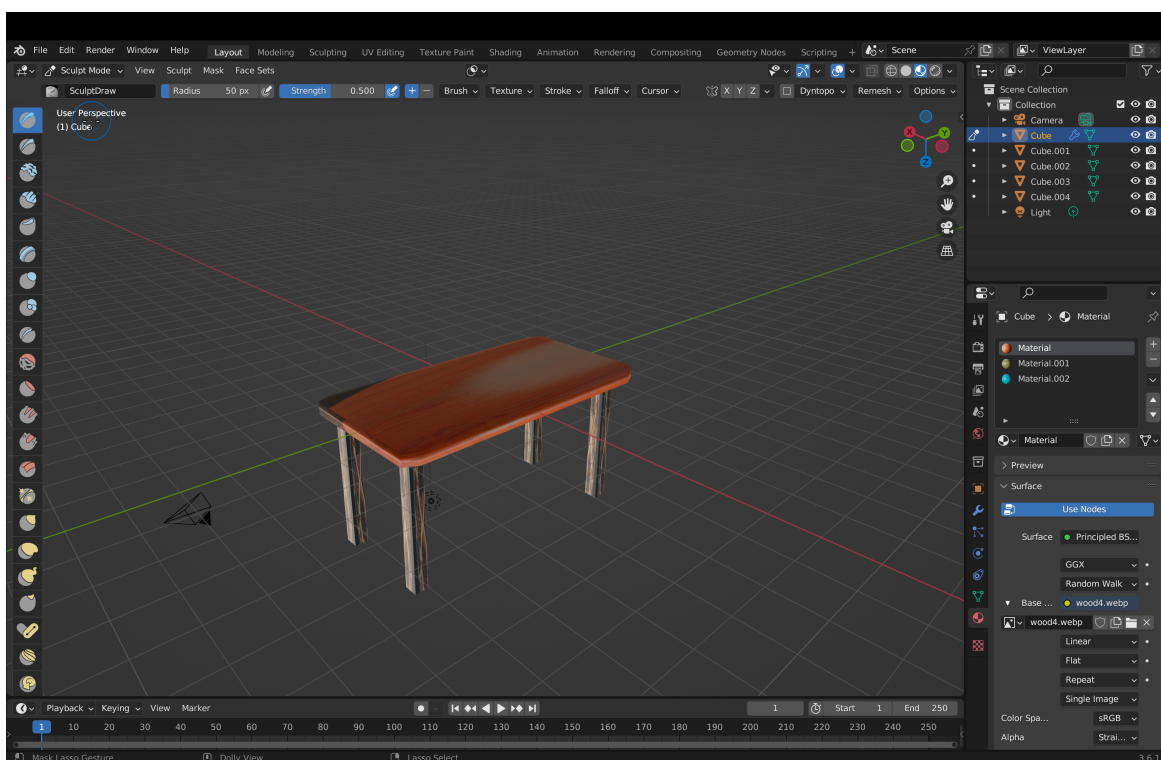 File Edit Render Window Help Layout Modeling Sculpting UV Editing Texture Paint Shading Animation Rendering Compositing Geometry Nodes Scripting + Scene ViewLayer
Sculpt Mode View Sculpt Mask Face Sets
SculptDraw Radius 50 px Strength 0.500 + − Brush Texture Stroke Falloff Cursor X Y Z Dyntopo Remesh Options
User Perspective
(1) Cube
X
Y
Z
Scene Collection
Collection
Camera
Cube
Cube.001
Cube.002
Cube.003
Cube.004
Light
Cube > Material
Material
Material.001
Material.002
Material
Preview
Surface
Use Nodes
Surface Principled BS...
GGX
Random Walk
Base ... wood4.webp
wood4.webp
Linear
Flat
Repeat
Single Image
Color Spa... sRGB
Alpha Strai...
Playback Keying View Marker 1 Start 1 End 250
1 10 20 30 40 50 60 70 80 90 100 110 120 130 140 150 160 170 180 190 200 210 220 230 240 250
Mask Lasso Gesture Dolly View Lasso Select 3.6.1